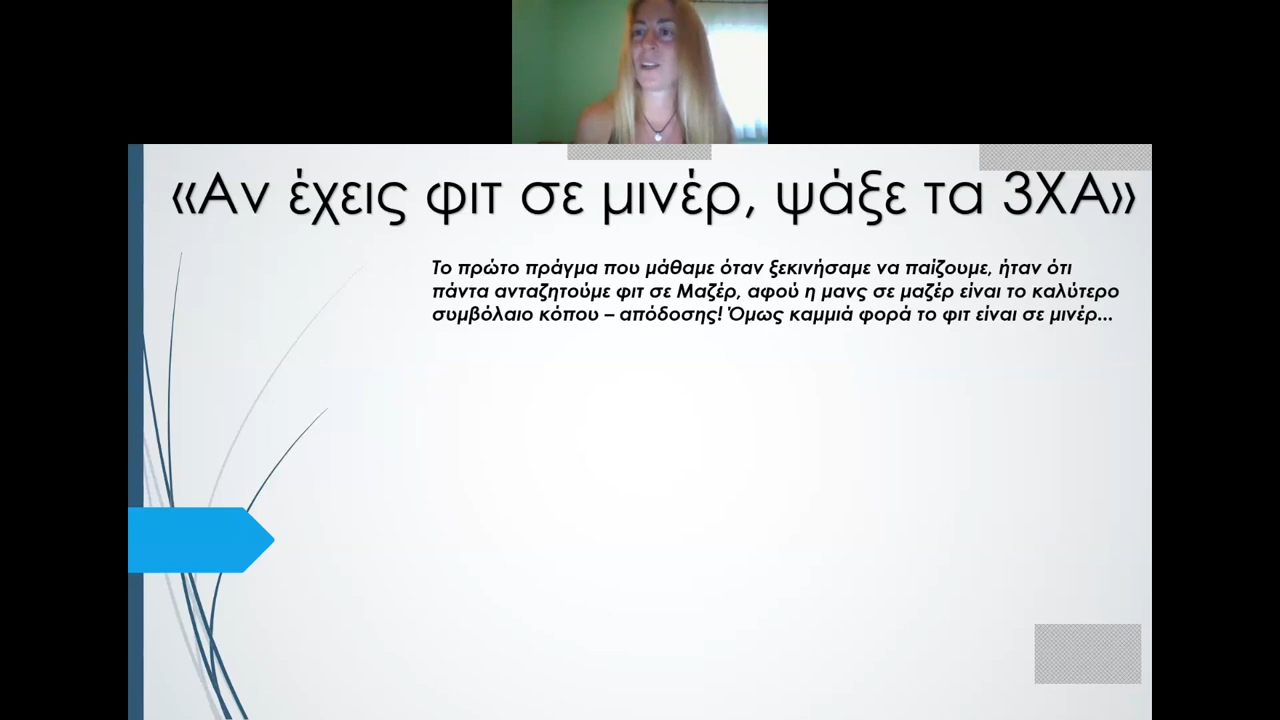 «Αν έχεις φιτ σε μινέρ, ψάξε τα 3ΧΑ»
Το πρώτο πράγμα που μάθαμε όταν ξεκινήσαμε να παίζουμε, ήταν ότι
πάντα ανταζητούμε φιτ σε Μαζέρ, αφού η μανς σε μαζέρ είναι το καλύτερο
συμβόλαιο κόπου – απόδοσης! Όμως καμμιά φορά το φιτ είναι σε μινέρ...